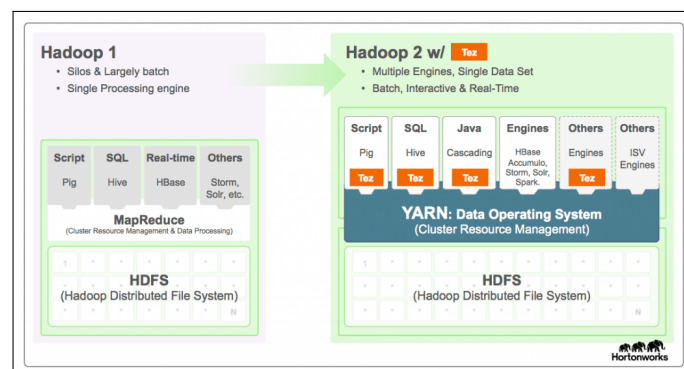 Hadoop 1
• Silos & Largely batch
• Single Processing engine
Script SQL Real-time Others
Pig Hive HBase Storm,
Solr, etc.
MapReduce
(Cluster Resource Management & Data Processing)
1
HDFS
(Hadoop Distributed File System)
N
Hadoop 2 w/ Tez
• Multiple Engines, Single Data Set
• Batch, Interactive & Real-Time
Script SQL Java Engines Others Others
Pig Hive Cascading HBase Engines ISV
Accumulo, Engines
Storm, Solr,
Spark.
Tez Tez Tez Tez
YARN: Data Operating System
(Cluster Resource Management)
1
HDFS
(Hadoop Distributed File System)
N
Hortonworks